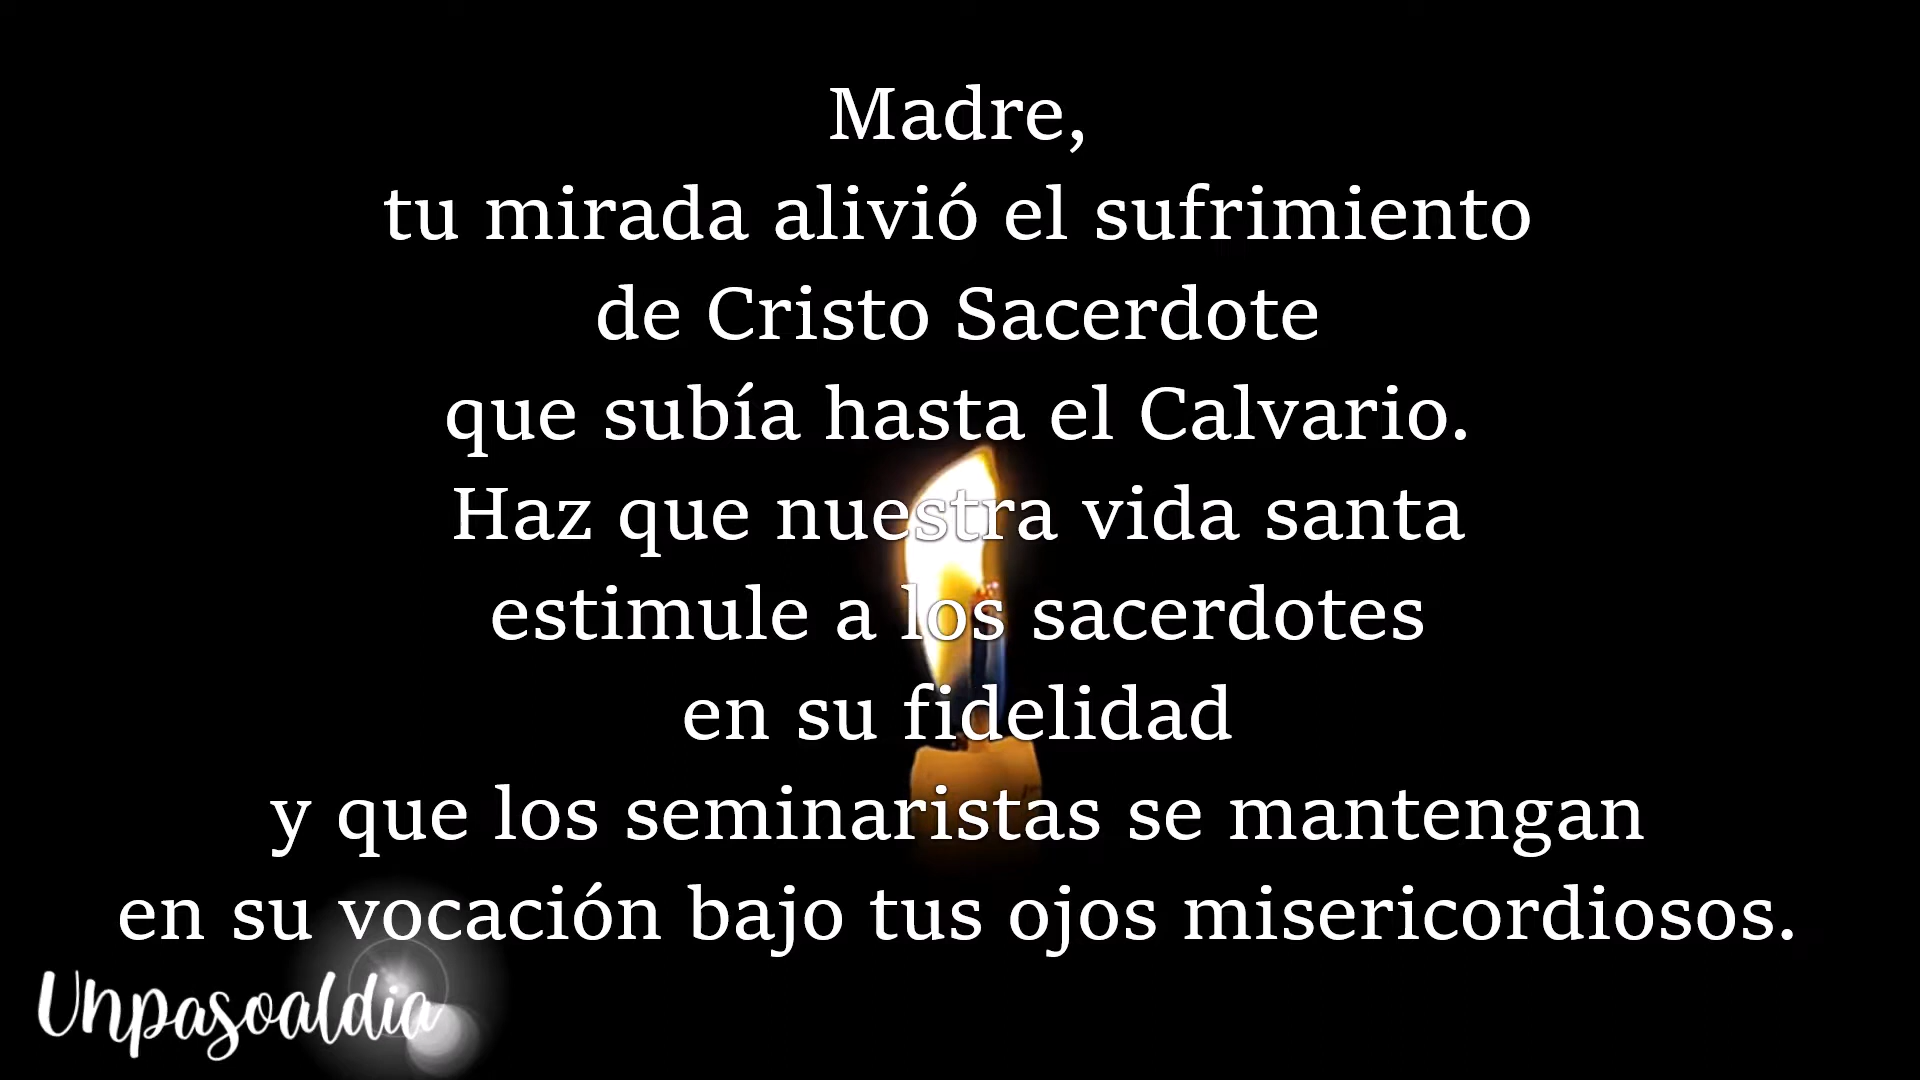 Madre,
tu mirada alivió el sufrimiento
de Cristo Sacerdote
que subía hasta el Calvario.
Haz que nuestra vida santa
estimule a los sacerdotes
en su fidelidad
y que los seminaristas se mantengan
en su vocación bajo tus ojos misericordiosos.
Unpasoaldia